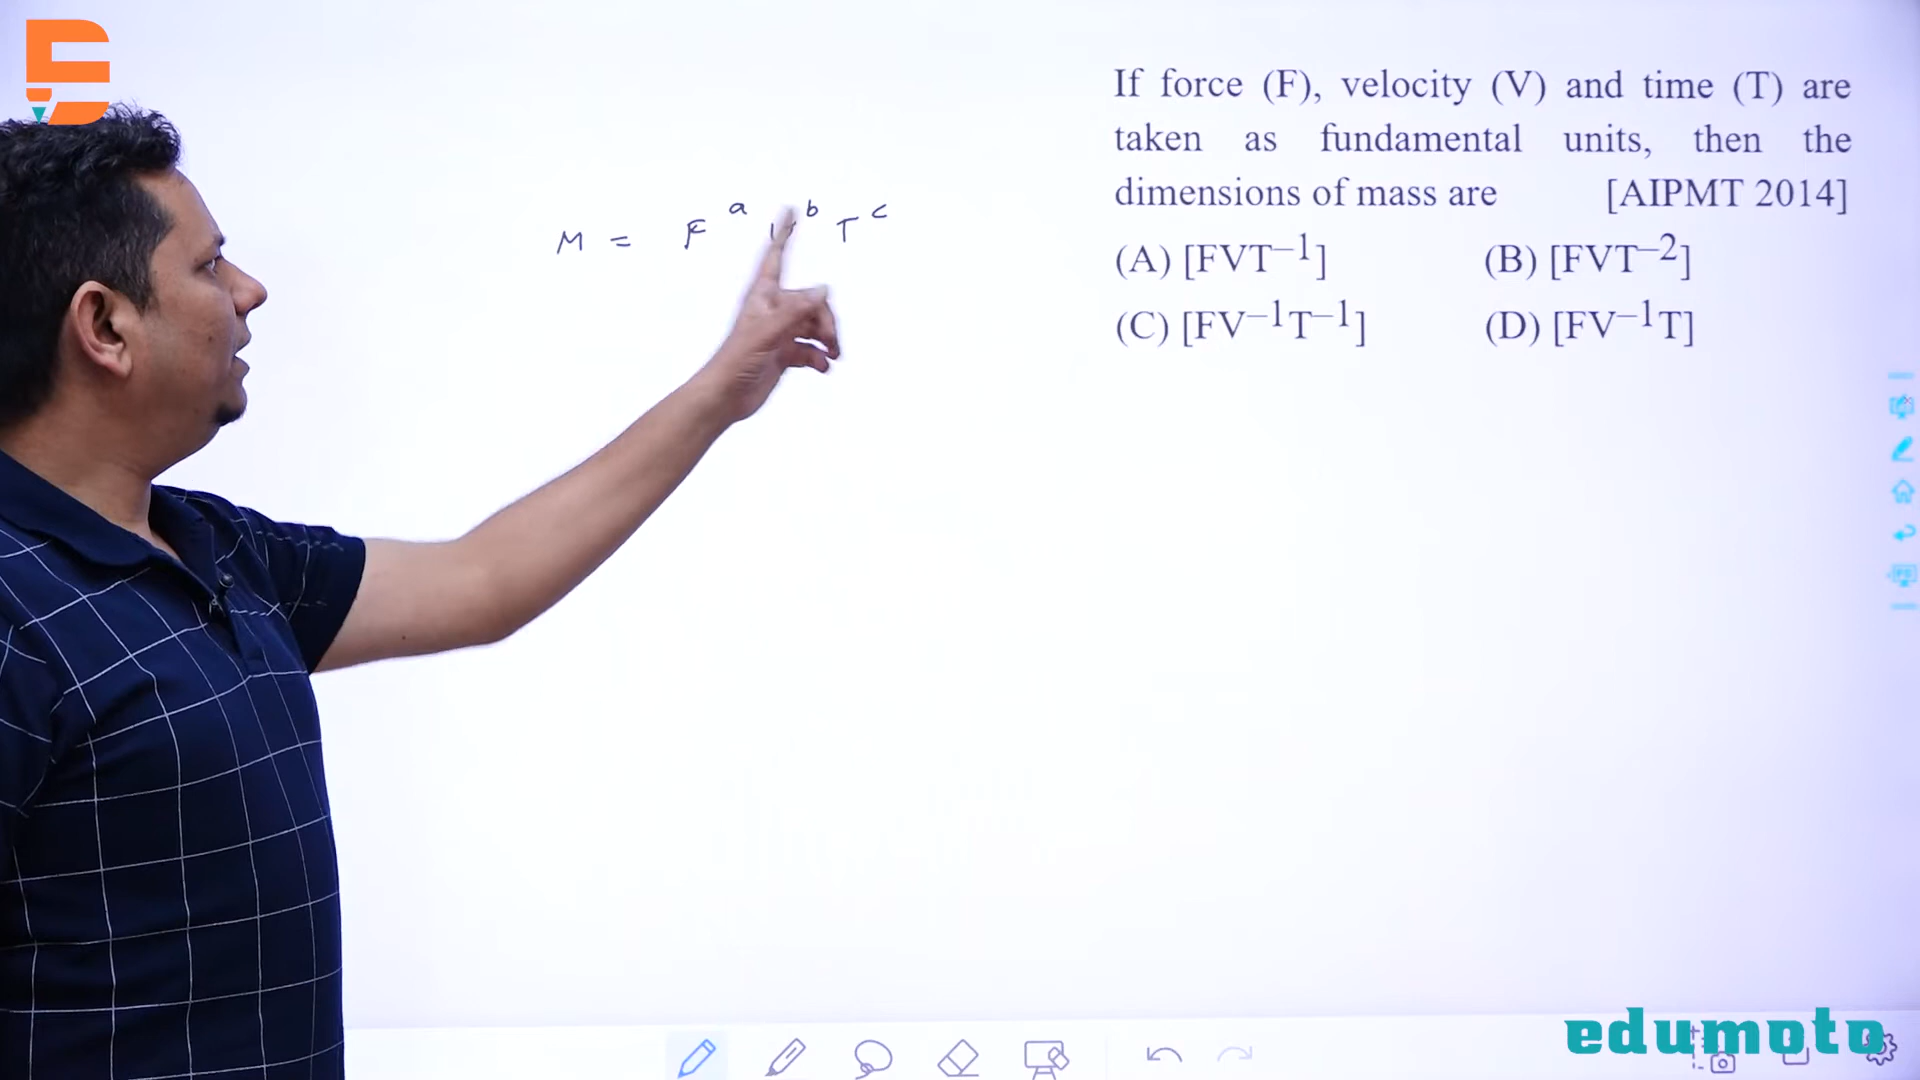 If force (F), velocity (V) and time (T) are
taken as fundamental units, then the
dimensions of mass are [AIPMT 2014]
(A) [FVT⁻¹] (B) [FVT⁻²]
(C) [FV⁻¹T⁻¹] (D) [FV⁻¹T]
M = F^a V^b T^c
edumoto